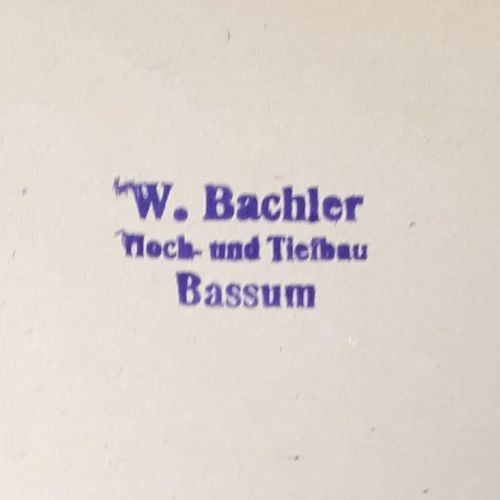 W. Bachler
Hoch- und Tiefbau
Bassum